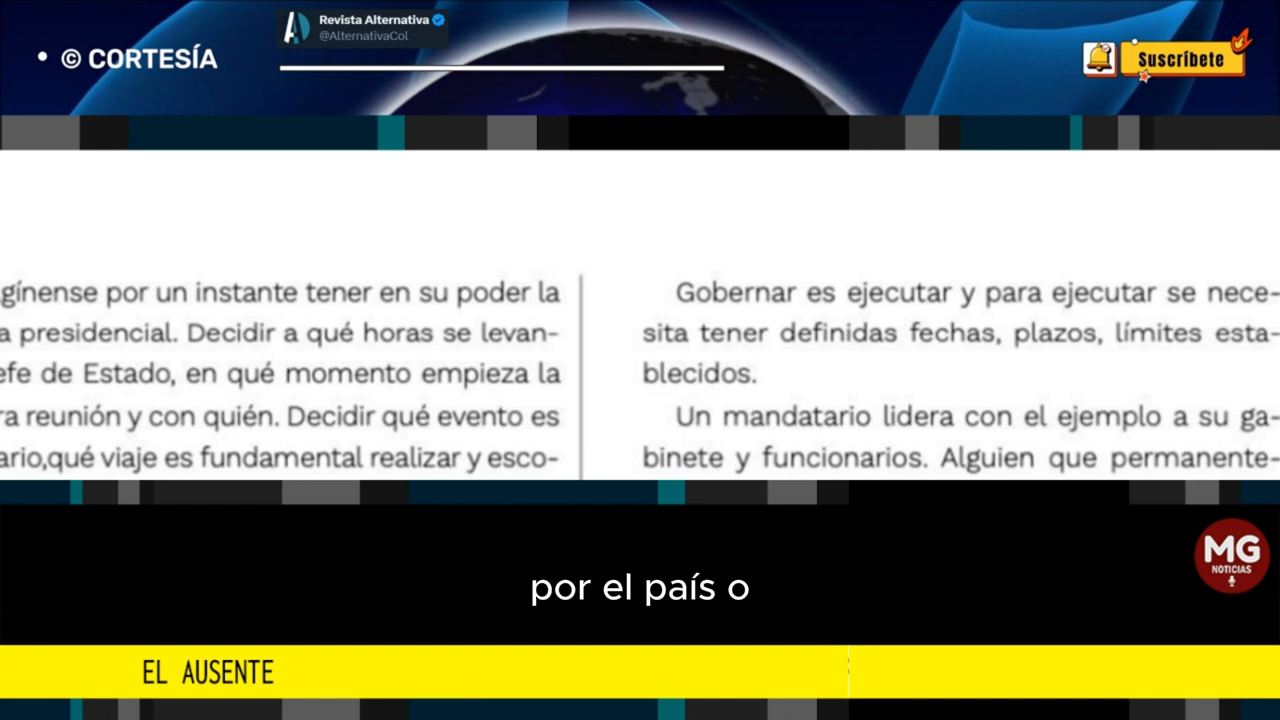 Revista Alternativa
@AlternativaCol
• © CORTESÍA
Suscríbete
gínense por un instante tener en su poder la
a presidencial. Decidir a qué horas se levan-
efe de Estado, en qué momento empieza la
ra reunión y con quién. Decidir qué evento es
ario,qué viaje es fundamental realizar y esco-
Gobernar es ejecutar y para ejecutar se nece-
sita tener definidas fechas, plazos, límites esta-
blecidos.
Un mandatario lidera con el ejemplo a su ga-
binete y funcionarios. Alguien que permanente-
MG
NOTICIAS
por el país o
EL AUSENTE